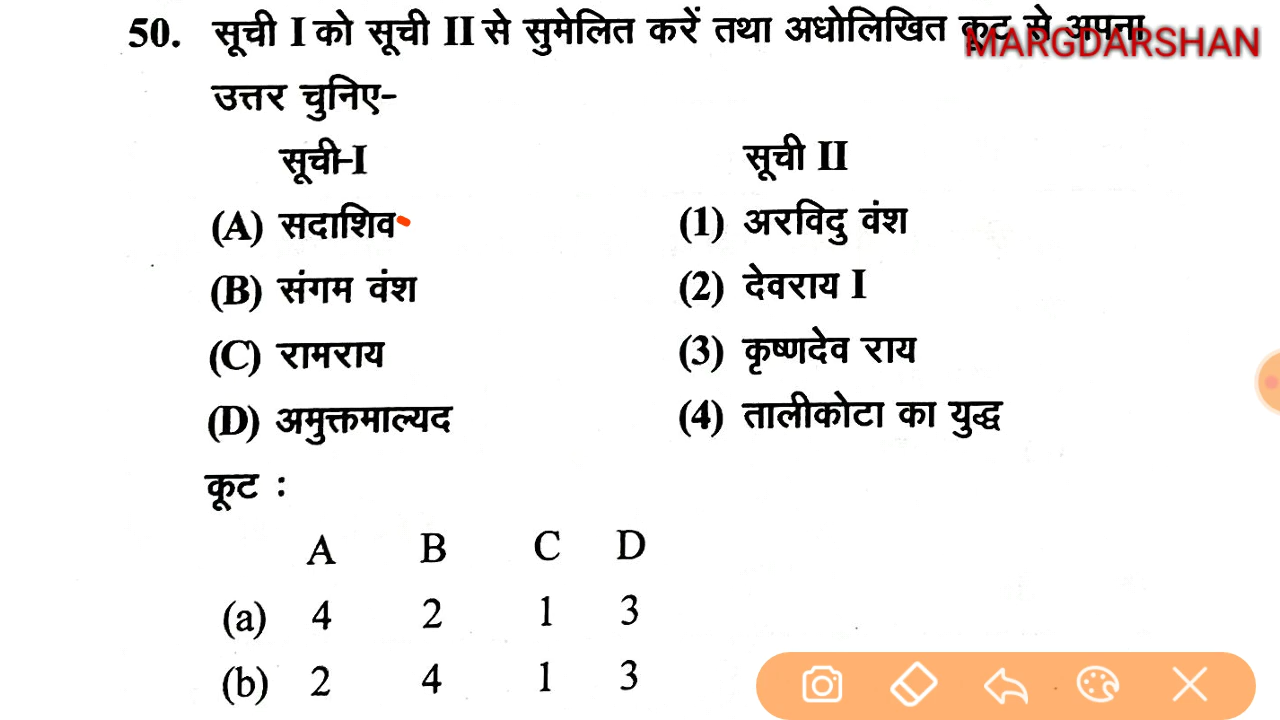 50. सूची I को सूची II से सुमेलित करें तथा अधोलिखित कूट से अपना
MARGDARSHAN
उत्तर चुनिए-
सूची-I सूची II
(A) सदाशिव (1) अरविदु वंश
(B) संगम वंश (2) देवराय I
(C) रामराय (3) कृष्णदेव राय
(D) अमुक्तमाल्यद (4) तालीकोटा का युद्ध
कूट :
A B C D
(a) 4 2 1 3
(b) 2 4 1 3